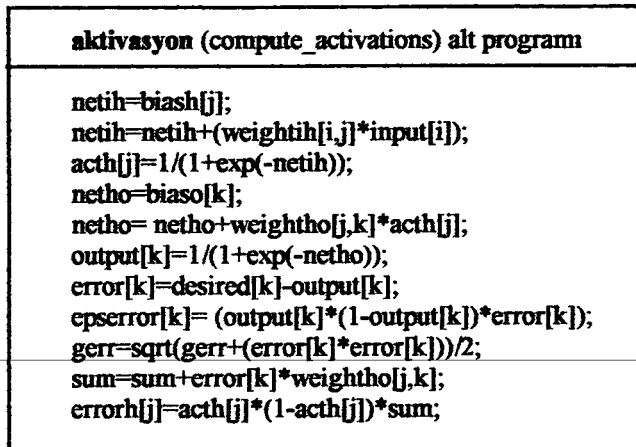 aktivasyon (compute_activations) alt programı
netih=biash[j];
netih=netih+(weightih[i,j]*input[i]);
acth[j]=1/(1+exp(-netih));
netho=biaso[k];
netho= netho+weightho[j,k]*acth[j];
output[k]=1/(1+exp(-netho));
error[k]=desired[k]-output[k];
epserror[k]= (output[k]*(1-output[k])*error[k]);
gerr=sqrt(gerr+(error[k]*error[k]))/2;
sum=sum+error[k]*weightho[j,k];
errorh[j]=acth[j]*(1-acth[j])*sum;